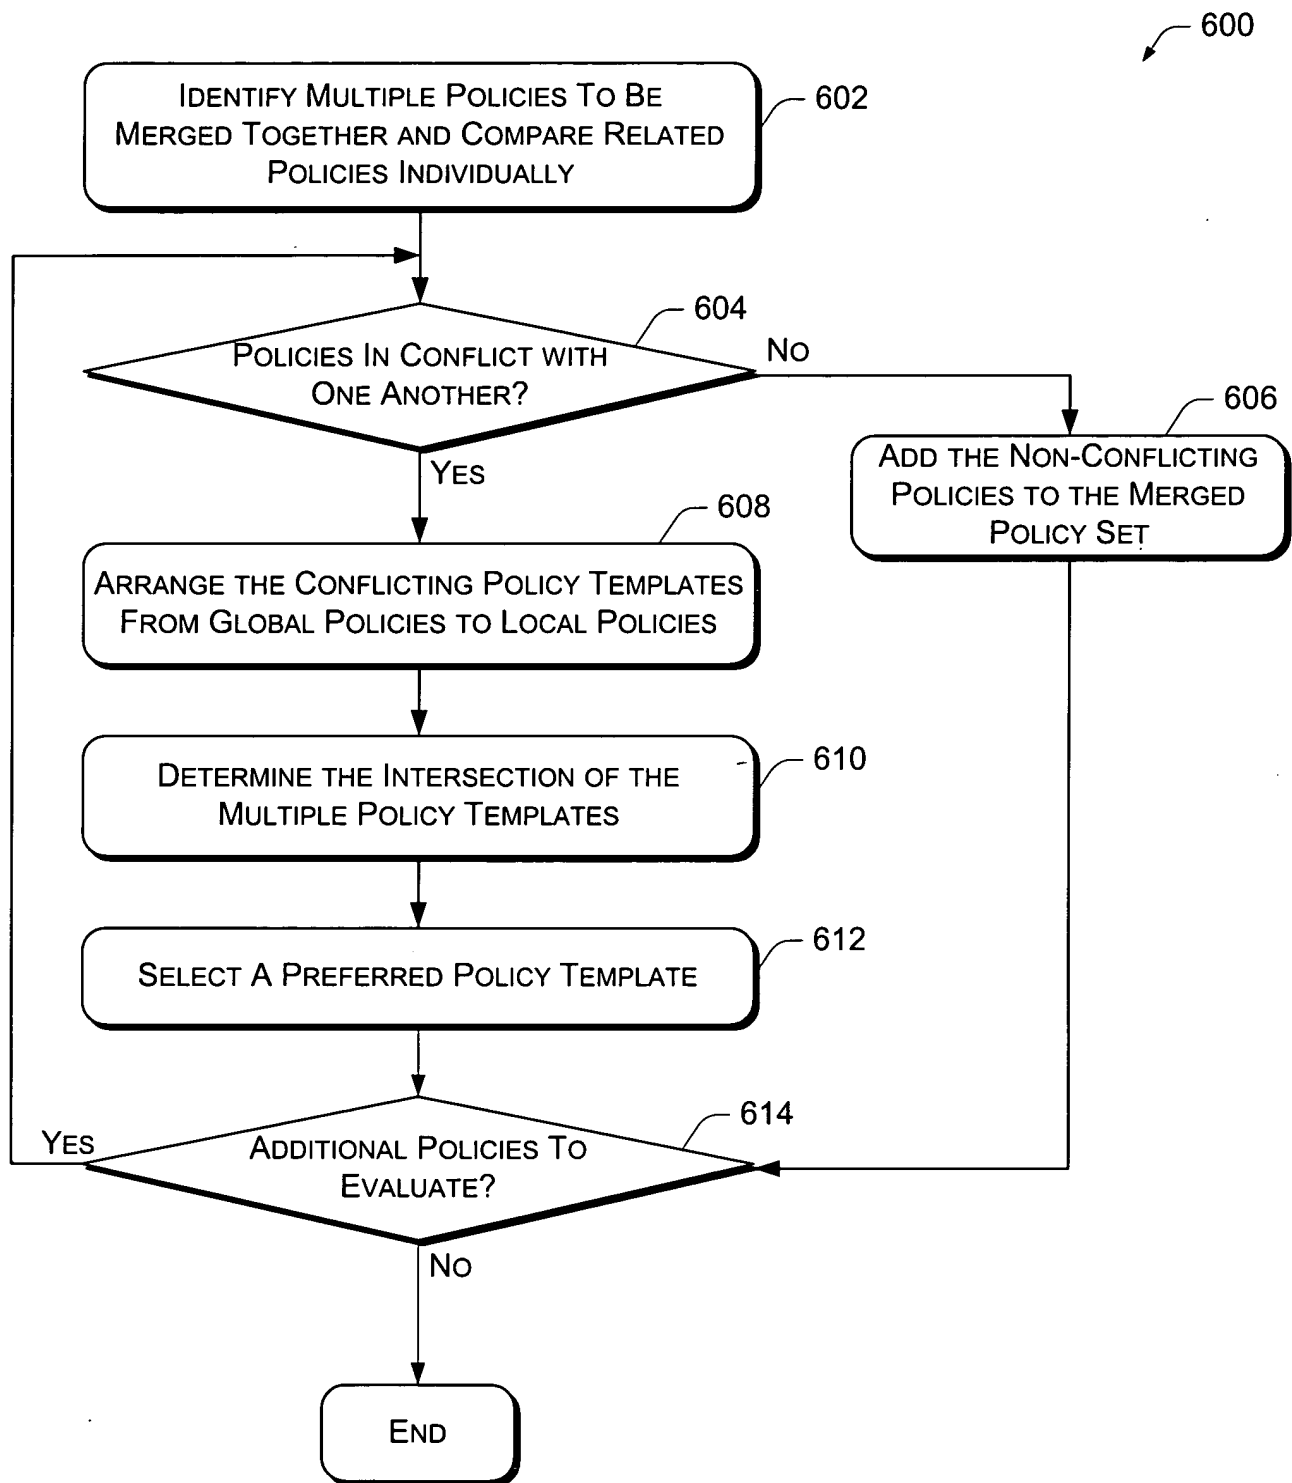 600
IDENTIFY MULTIPLE POLICIES TO BE
MERGED TOGETHER AND COMPARE RELATED
POLICIES INDIVIDUALLY
602
604
POLICIES IN CONFLICT WITH
ONE ANOTHER?
NO
YES
606
ADD THE NON-CONFLICTING
POLICIES TO THE MERGED
POLICY SET
608
ARRANGE THE CONFLICTING POLICY TEMPLATES
FROM GLOBAL POLICIES TO LOCAL POLICIES
610
DETERMINE THE INTERSECTION OF THE
MULTIPLE POLICY TEMPLATES
612
SELECT A PREFERRED POLICY TEMPLATE
614
YES
ADDITIONAL POLICIES TO
EVALUATE?
NO
END